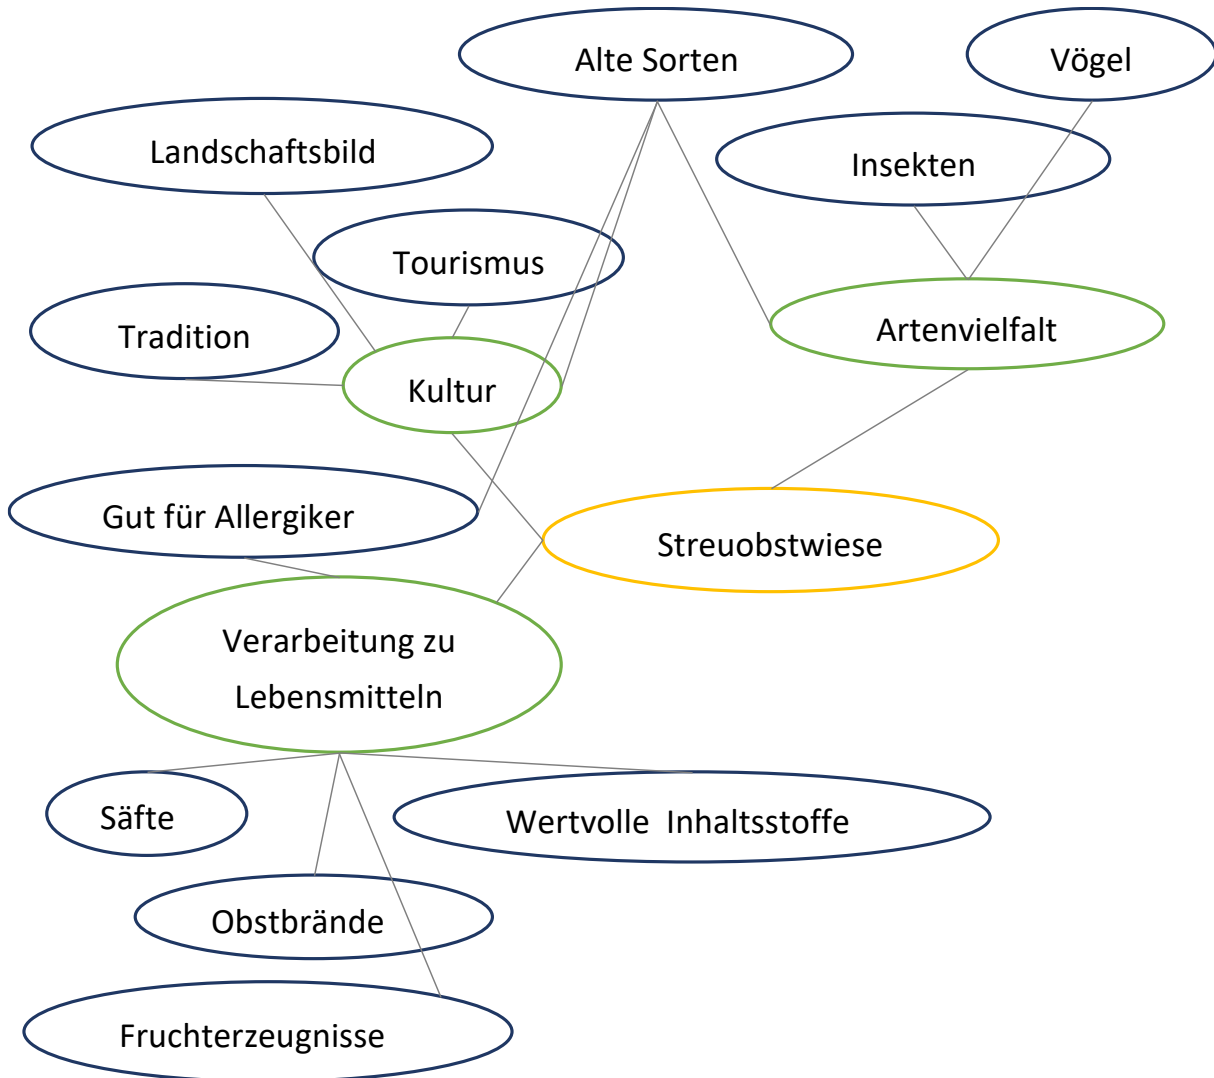 Alte Sorten
Vögel
Landschaftsbild
Insekten
Tourismus
Tradition
Artenvielfalt
Kultur
Gut für Allergiker
Streuobstwiese
Verarbeitung zu
Lebensmitteln
Säfte
Wertvolle Inhaltsstoffe
Obstbrände
Fruchterzeugnisse